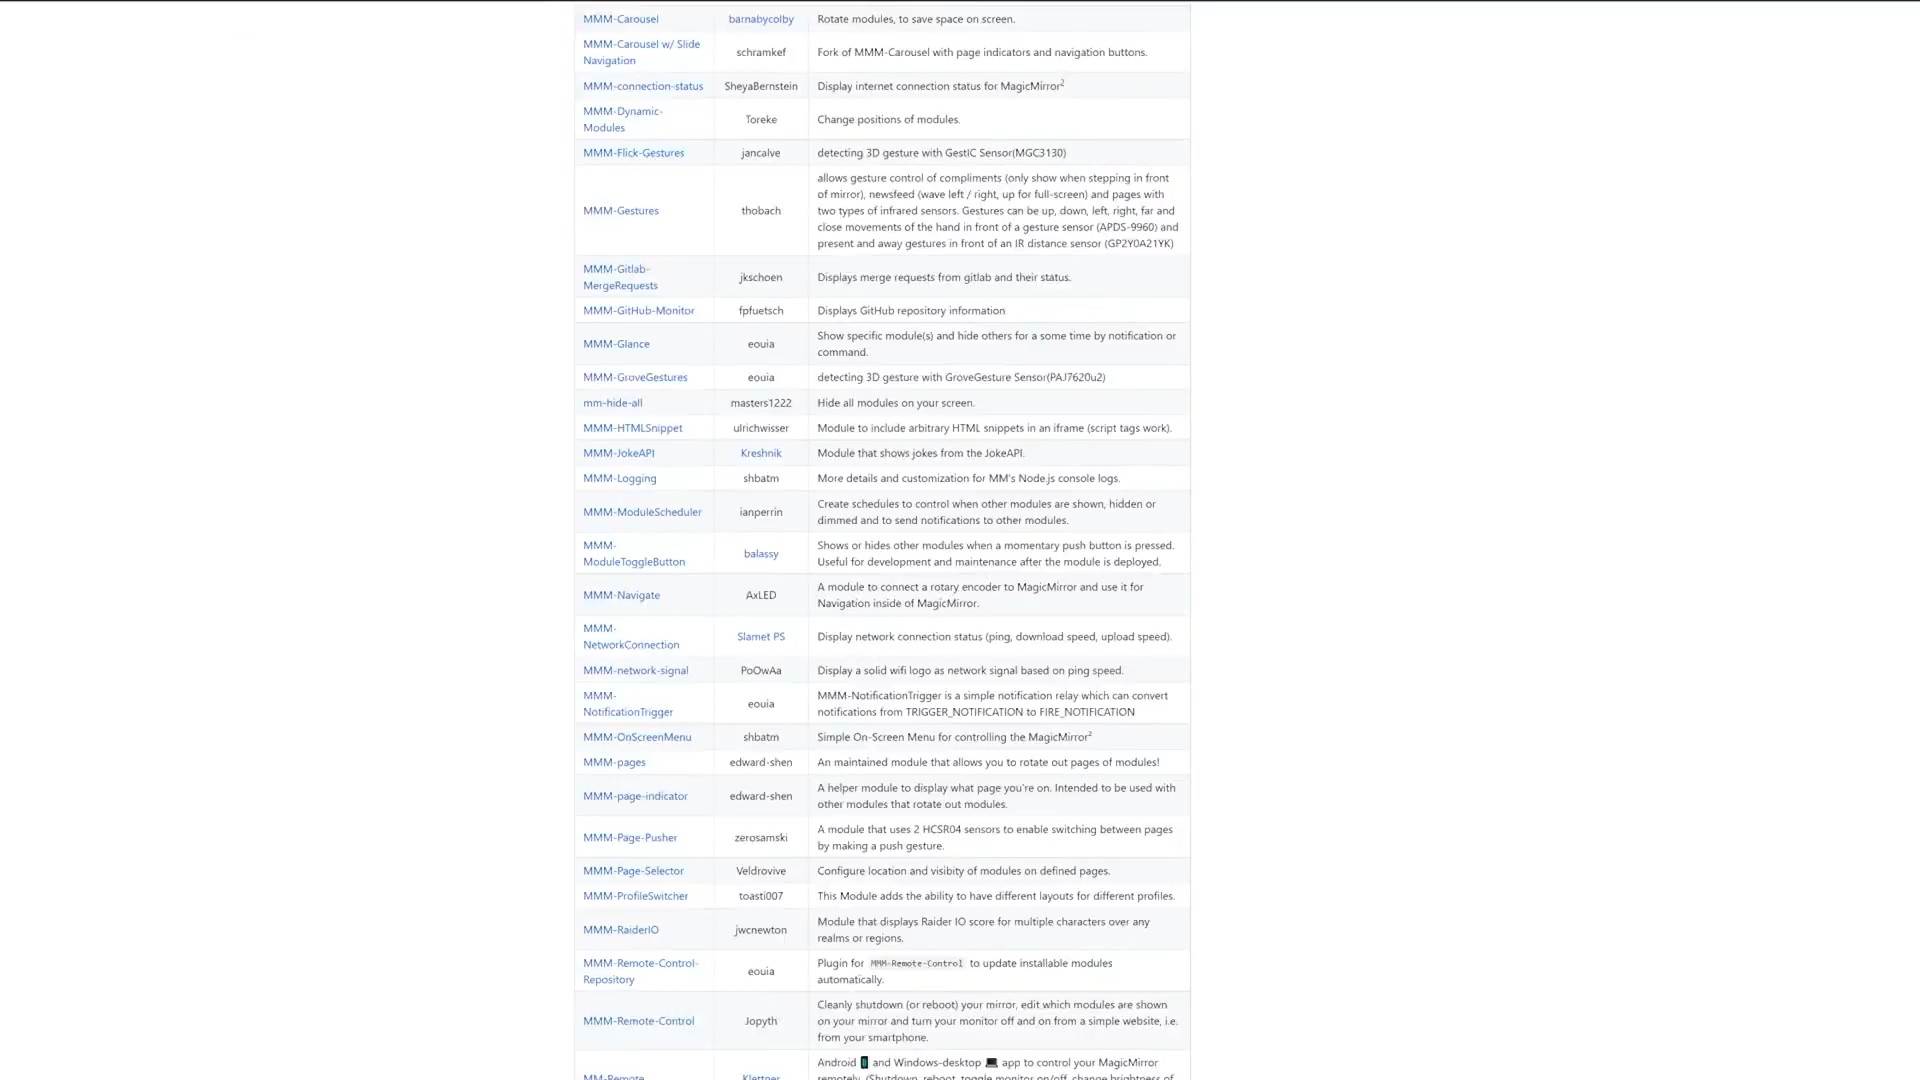 MMM-Carousel barnabycolby Rotate modules, to save space on screen.
MMM-Carousel w/ Slide
Navigation
schramkef
Fork of MMM-Carousel with page indicators and navigation buttons.
MMM-connection-status SheyaBernstein Display internet connection status for MagicMirror²
MMM-Dynamic-
Modules
Toreke
Change positions of modules.
MMM-Flick-Gestures jancalve detecting 3D gesture with GestIC Sensor(MGC3130)
MMM-Gestures
thobach
allows gesture control of compliments (only show when stepping in front
of mirror), newsfeed (wave left / right, up for full-screen) and pages with
two types of infrared sensors. Gestures can be up, down, left, right, far and
close movements of the hand in front of a gesture sensor (APDS-9960) and
present and away gestures in front of an IR distance sensor (GP2Y0A21YK)
MMM-Gitlab-
MergeRequests
jkschoen
Displays merge requests from gitlab and their status.
MMM-GitHub-Monitor fpfuetsch Displays GitHub repository information
MMM-Glance
eouia
Show specific module(s) and hide others for a some time by notification or
command.
MMM-GroveGestures eouia detecting 3D gesture with GroveGesture Sensor(PAJ7620u2)
mm-hide-all masters1222 Hide all modules on your screen.
MMM-HTMLSnippet ulrichwisser Module to include arbitrary HTML snippets in an iframe (script tags work).
MMM-JokeAPI Kreshnik Module that shows jokes from the JokeAPI.
MMM-Logging shbatm More details and customization for MM's Node.js console logs.
MMM-ModuleScheduler
ianperrin
Create schedules to control when other modules are shown, hidden or
dimmed and to send notifications to other modules.
MMM-
ModuleToggleButton
balassy
Shows or hides other modules when a momentary push button is pressed.
Useful for development and maintenance after the module is deployed.
MMM-Navigate
AxLED
A module to connect a rotary encoder to MagicMirror and use it for
Navigation inside of MagicMirror.
MMM-
NetworkConnection
Slamet PS
Display network connection status (ping, download speed, upload speed).
MMM-network-signal PoOwAa Display a solid wifi logo as network signal based on ping speed.
MMM-
NotificationTrigger
eouia
MMM-NotificationTrigger is a simple notification relay which can convert
notifications from TRIGGER_NOTIFICATION to FIRE_NOTIFICATION
MMM-OnScreenMenu shbatm Simple On-Screen Menu for controlling the MagicMirror²
MMM-pages edward-shen An maintained module that allows you to rotate out pages of modules!
MMM-page-indicator
edward-shen
A helper module to display what page you're on. Intended to be used with
other modules that rotate out modules.
MMM-Page-Pusher
zerosamski
A module that uses 2 HCSR04 sensors to enable switching between pages
by making a push gesture.
MMM-Page-Selector Veldrovive Configure location and visibity of modules on defined pages.
MMM-ProfileSwitcher toasti007 This Module adds the ability to have different layouts for different profiles.
MMM-RaiderIO
jwcnewton
Module that displays Raider IO score for multiple characters over any
realms or regions.
MMM-Remote-Control-
Repository
eouia
Plugin for MMM-Remote-Control to update installable modules
automatically.
MMM-Remote-Control
Jopyth
Cleanly shutdown (or reboot) your mirror, edit which modules are shown
on your mirror and turn your monitor off and on from a simple website, i.e.
from your smartphone.
MM-Remote
Klettner
Android and Windows-desktop app to control your MagicMirror
remotely. (Shutdown, reboot, toggle monitor on/off, change brightness of